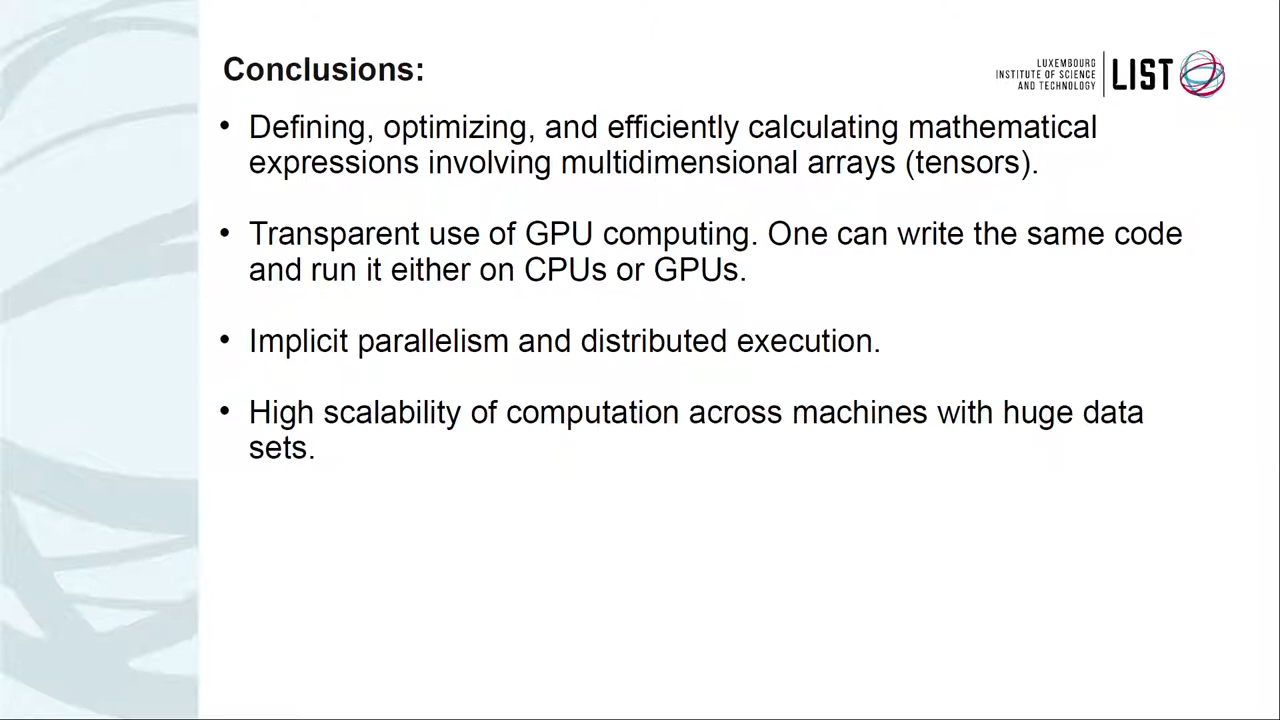 Conclusions:
LUXEMBOURG
INSTITUTE OF SCIENCE
AND TECHNOLOGY
LIST
• Defining, optimizing, and efficiently calculating mathematical
expressions involving multidimensional arrays (tensors).
• Transparent use of GPU computing. One can write the same code
and run it either on CPUs or GPUs.
• Implicit parallelism and distributed execution.
• High scalability of computation across machines with huge data
sets.